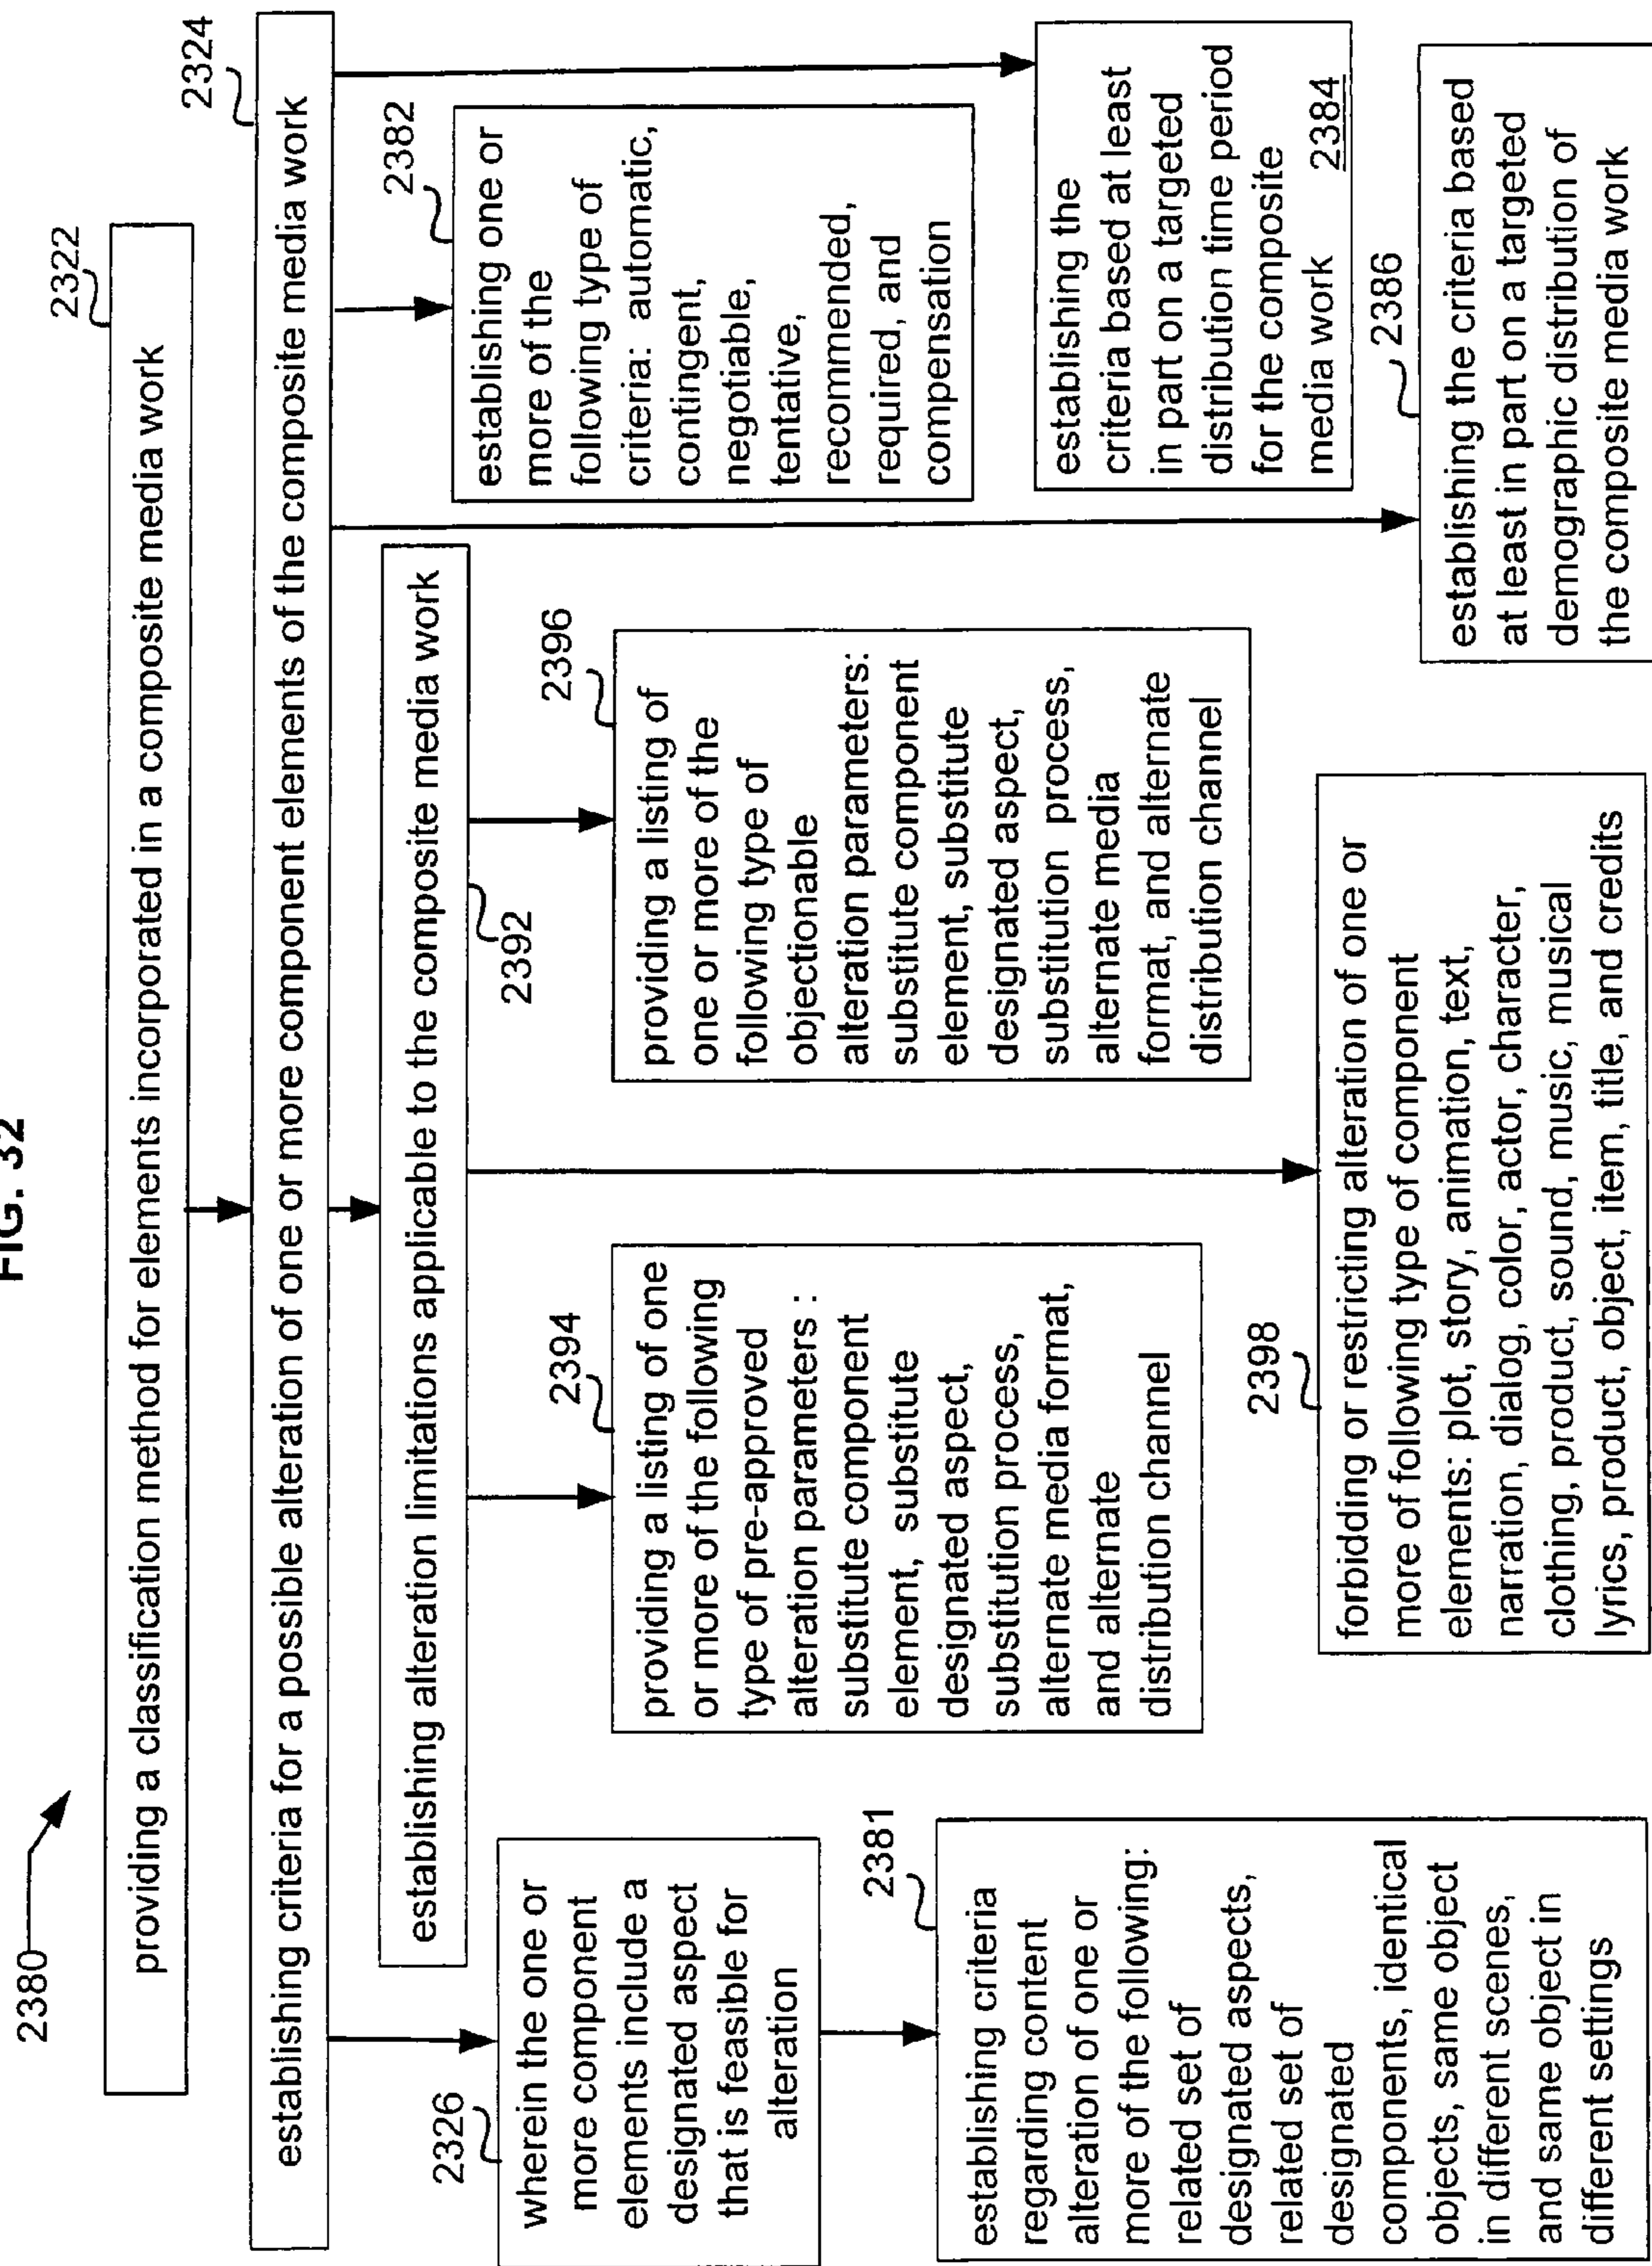 FIG. 32
2380
2322
providing a classification method for elements incorporated in a composite media work
2324
establishing criteria for a possible alteration of one or more component elements of the composite media work
establishing alteration limitations applicable to the composite media work
2392
2326
wherein the one or
more component
elements include a
designated aspect
that is feasible for
alteration
2381
establishing criteria
regarding content
alteration of one or
more of the following:
related set of
designated aspects,
related set of
designated
components, identical
objects, same object
in different scenes,
and same object in
different settings
2394
providing a listing of one
or more of the following
type of pre-approved
alteration parameters :
substitute component
element, substitute
designated aspect,
substitution process,
alternate media format,
and alternate
distribution channel
2396
providing a listing of
one or more of the
following type of
objectionable
alteration parameters:
substitute component
element, substitute
designated aspect,
substitution process,
alternate media
format, and alternate
distribution channel
2398
forbidding or restricting alteration of one or
more of following type of component
elements: plot, story, animation, text,
narration, dialog, color, actor, character,
clothing, product, sound, music, musical
lyrics, product, object, item, title, and credits
2382
establishing one or
more of the
following type of
criteria: automatic,
contingent,
negotiable,
tentative,
recommended,
required, and
compensation
establishing the
criteria based at least
in part on a targeted
distribution time period
for the composite
media work 2384
2386
establishing the criteria based
at least in part on a targeted
demographic distribution of
the composite media work